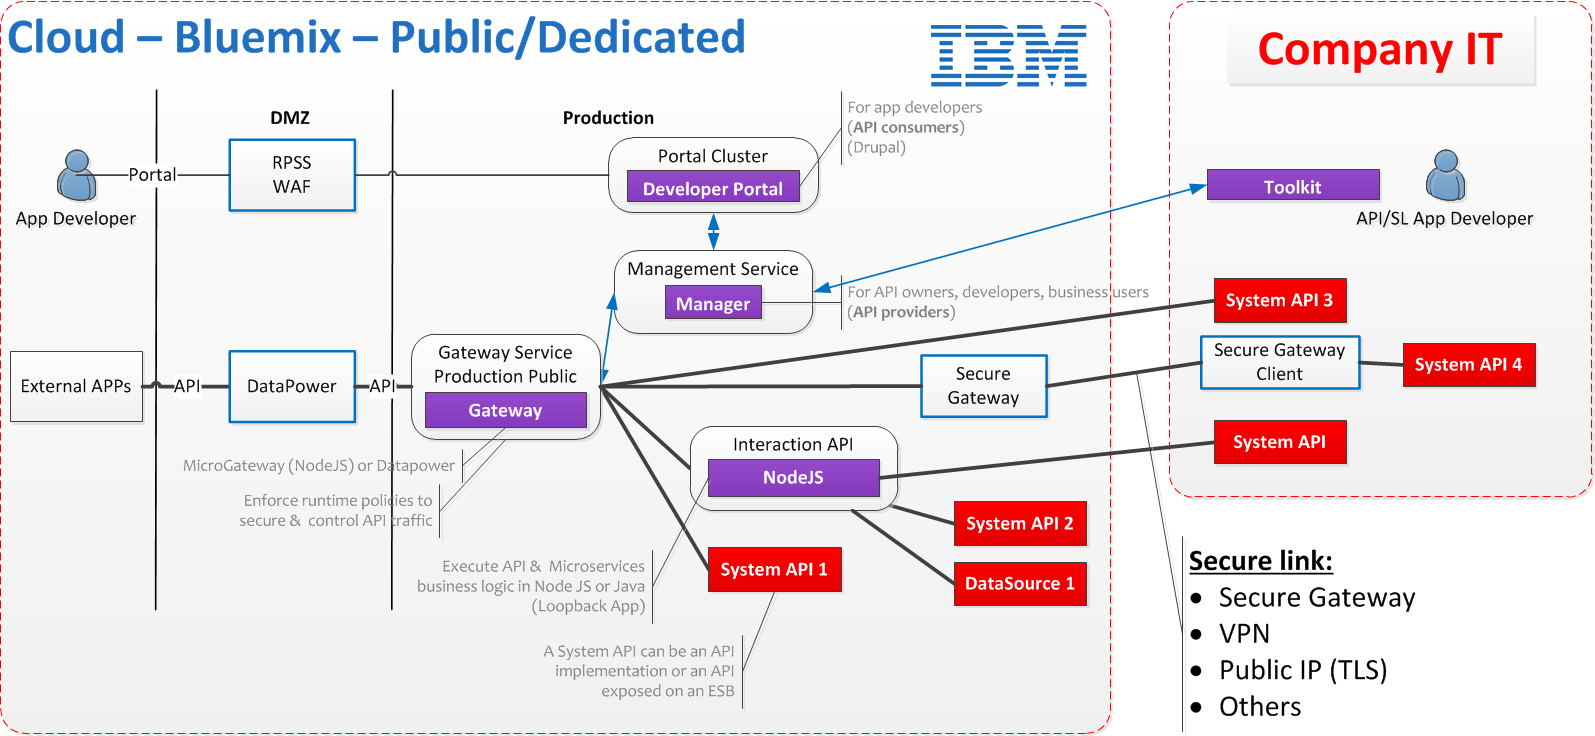 Cloud – Bluemix – Public/Dedicated
IBM
Company IT
DMZ
Production
For app developers
(API consumers)
(Drupal)
RPSS
WAF
Portal
App Developer
Portal Cluster
Developer Portal
Toolkit
API/SL App Developer
Management Service
Manager
For API owners, developers, business users
(API providers)
System API 3
External APPs
API
DataPower
API
Gateway Service
Production Public
Gateway
Secure
Gateway
Secure Gateway
Client
System API 4
MicroGateway (NodeJS) or Datapower
Enforce runtime policies to
secure & control API traffic
Interaction API
NodeJS
System API
System API 2
DataSource 1
Execute API & Microservices
business logic in Node JS or Java
(Loopback App)
System API 1
A System API can be an API
implementation or an API
exposed on an ESB
Secure link:
• Secure Gateway
• VPN
• Public IP (TLS)
• Others